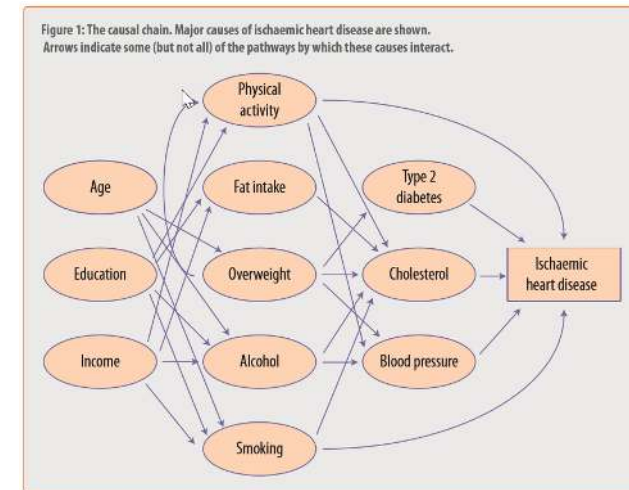 Figure 1: The causal chain. Major causes of ischaemic heart disease are shown.
Arrows indicate some (but not all) of the pathways by which these causes interact.
Physical
activity
Age
Fat intake
Type 2
diabetes
Education
Overweight
Cholesterol
Ischaemic
heart disease
Income
Alcohol
Blood pressure
Smoking